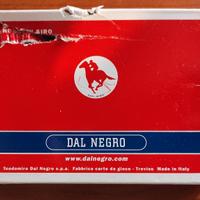 DAL NEGRO
www.dalnegro.com
Teodomiro Dal Negro s.p.a. Fabbrica carte da gioco - Treviso Made in Italy